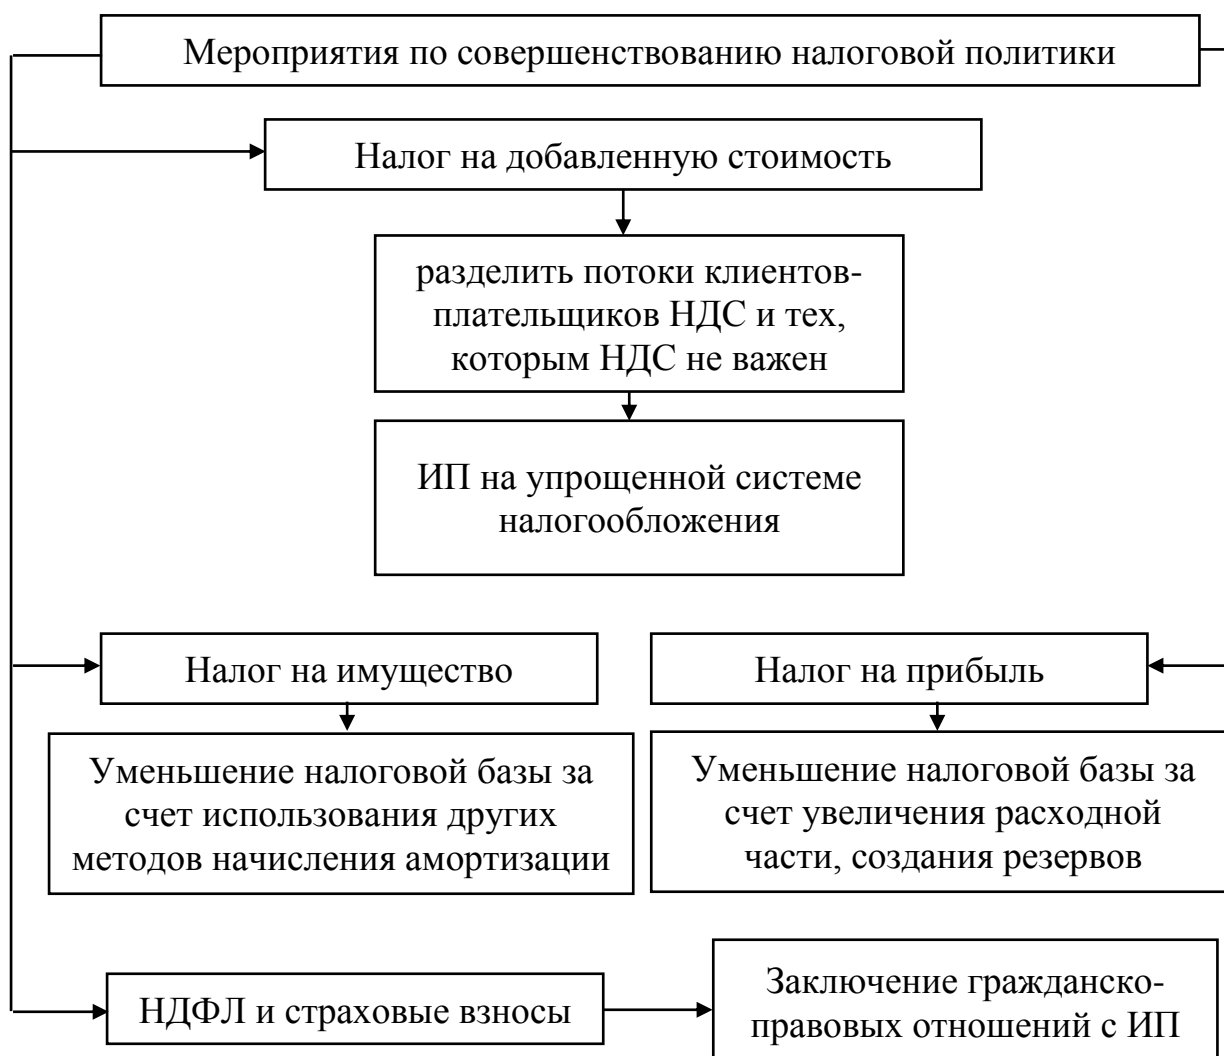 Мероприятия по совершенствованию налоговой политики
Налог на добавленную стоимость
разделить потоки клиентов-
плательщиков НДС и тех,
которым НДС не важен
ИП на упрощенной системе
налогообложения
Налог на имущество
Уменьшение налоговой базы за
счет использования других
методов начисления амортизации
Налог на прибыль
Уменьшение налоговой базы за
счет увеличения расходной
части, создания резервов
НДФЛ и страховые взносы
Заключение гражданско-
правовых отношений с ИП